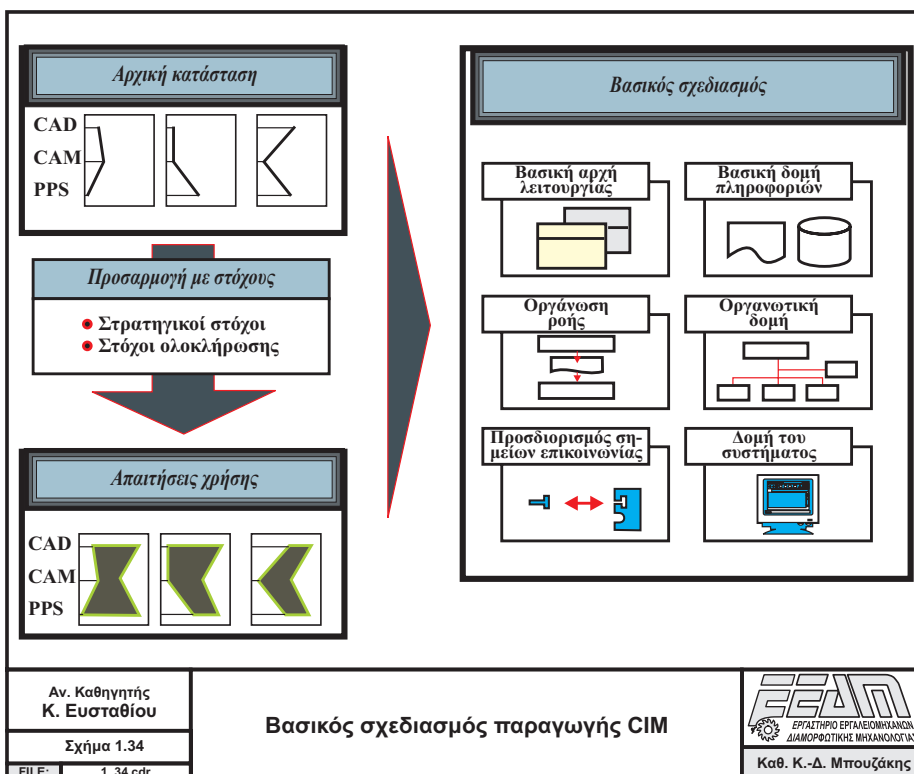 Αρχική κατάσταση
CAD
CAM
PPS
Προσαρμογή με στόχους
Στρατηγικοί στόχοι
Στόχοι ολοκλήρωσης
Απαιτήσεις χρήσης
CAD
CAM
PPS
Βασικός σχεδιασμός
Βασική αρχή
λειτουργίας
Βασική δομή
πληροφοριών
Οργάνωση
ροής
Οργανωτική
δομή
Προσδιορισμός ση-
μείων επικοινωνίας
Δομή του
συστήματος
Αν. Καθηγητής
Κ. Ευσταθίου
Σχήμα 1.34
FILE: 1_34.cdr
Βασικός σχεδιασμός παραγωγής CIM
ΕΕΔΜ
ΕΡΓΑΣΤΗΡΙΟ ΕΡΓΑΛΕΙΟΜΗΧΑΝΩΝ
ΔΙΑΜΟΡΦΩΤΙΚΗΣ ΜΗΧΑΝΟΛΟΓΙΑΣ
Καθ. Κ.-Δ. Μπουζάκης